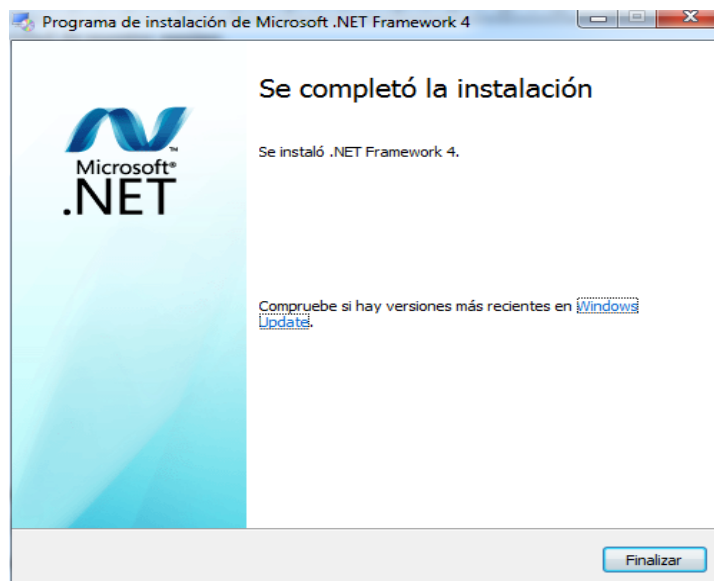 Programa de instalación de Microsoft .NET Framework 4
Se completó la instalación
Microsoft®
.NET™
Se instaló .NET Framework 4.
Compruebe si hay versiones más recientes en Windows
Update.
Finalizar